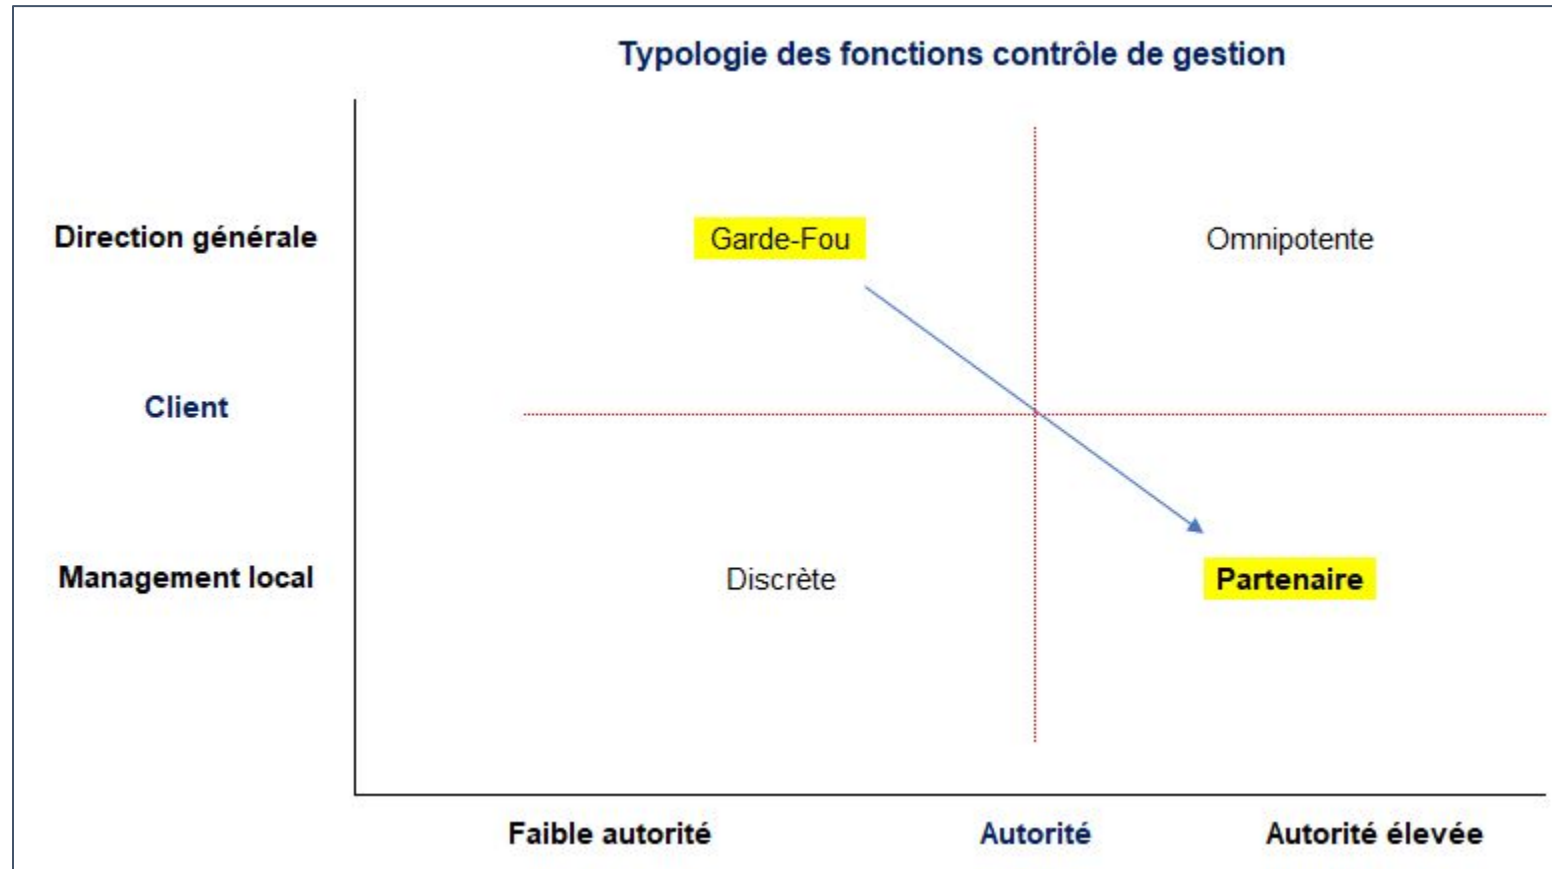 Typologie des fonctions contrôle de gestion
Direction générale
Garde-Fou
Omnipotente
Client
Management local
Discrète
Partenaire
Faible autorité
Autorité
Autorité élevée